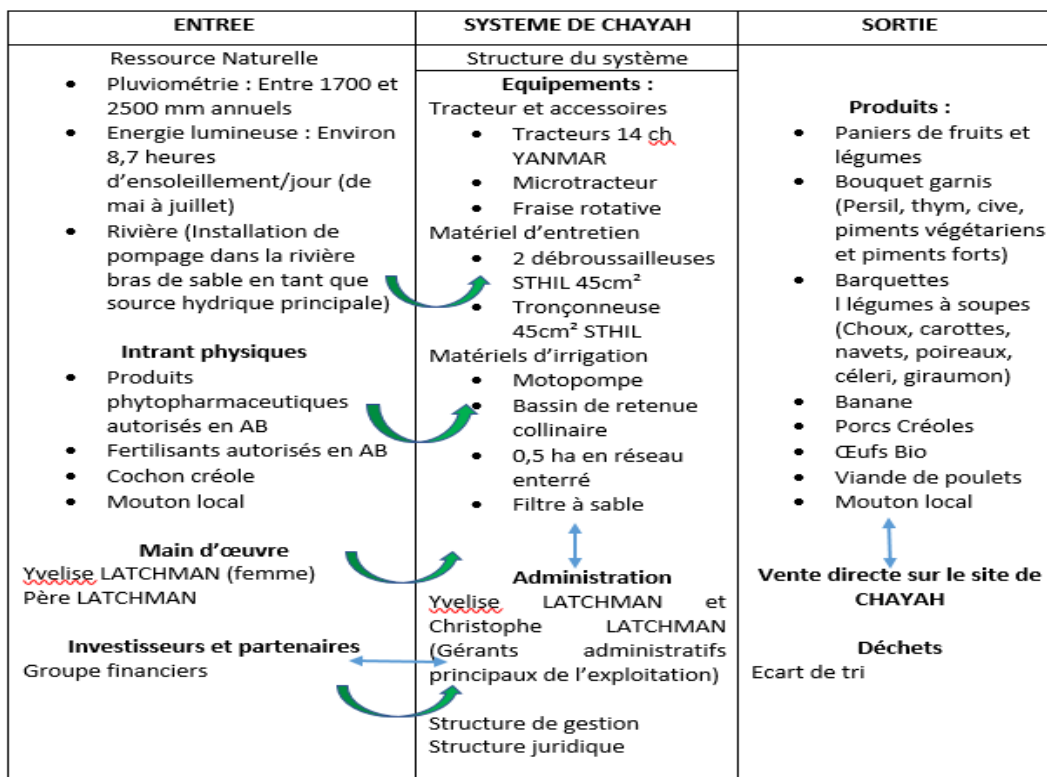 ENTREE
Ressource Naturelle
• Pluviométrie : Entre 1700 et
2500 mm annuels
• Energie lumineuse : Environ
8,7 heures
d’ensoleillement/jour (de
mai à juillet)
• Rivière (Installation de
pompage dans la rivière
bras de sable en tant que
source hydrique principale)
Intrant physiques
• Produits
phytopharmaceutiques
autorisés en AB
• Fertilisants autorisés en AB
• Cochon créole
• Mouton local
Main d’œuvre
Yvelise LATCHMAN (femme)
Père LATCHMAN
Investisseurs et partenaires
Groupe financiers
SYSTEME DE CHAYAH
Structure du système
Equipements :
Tracteur et accessoires
• Tracteurs 14 ch
YANMAR
• Microtracteur
• Fraise rotative
Matériel d’entretien
• 2 débroussailleuses
STHIL 45cm²
• Tronçonneuse
45cm² STHIL
Matériels d’irrigation
• Motopompe
• Bassin de retenue
collinaire
• 0,5 ha en réseau
enterré
• Filtre à sable
Administration
Yvelise LATCHMAN et
Christophe LATCHMAN
(Gérants administratifs
principaux de l’exploitation)
Structure de gestion
Structure juridique
SORTIE
Produits :
• Paniers de fruits et
légumes
• Bouquet garnis
(Persil, thym, cive,
piments végétariens
et piments forts)
• Barquettes
l légumes à soupes
(Choux, carottes,
navets, poireaux,
céleri, giraumon)
• Banane
• Porcs Créoles
• Œufs Bio
• Viande de poulets
• Mouton local
Vente directe sur le site de
CHAYAH
Déchets
Ecart de tri